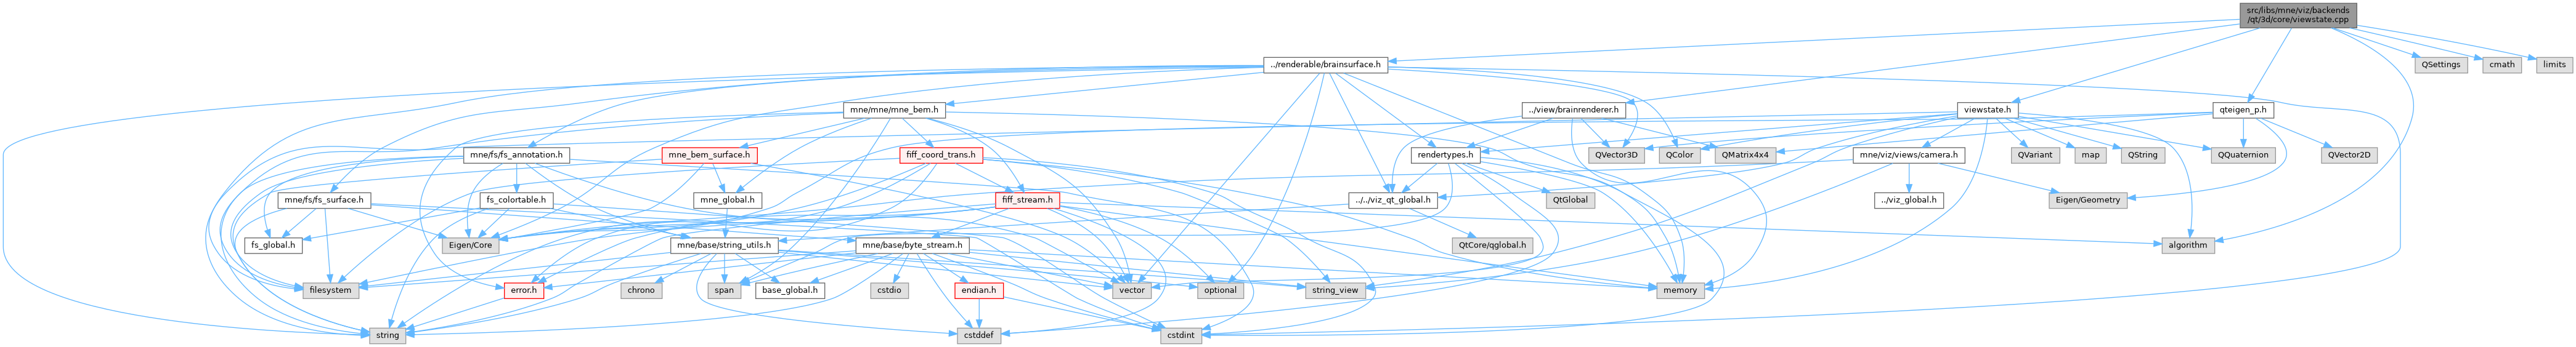 src/libs/mne/viz/backends
/qt/3d/core/viewstate.cpp
../renderable/brainsurface.h
QSettings
cmath
limits
mne/mne/mne_bem.h
../view/brainrenderer.h
viewstate.h
qteigen_p.h
mne/fs/fs_annotation.h
mne_bem_surface.h
fiff_coord_trans.h
rendertypes.h
QVector3D
QColor
QMatrix4x4
mne/viz/views/camera.h
QVariant
map
QString
QQuaternion
QVector2D
mne/fs/fs_surface.h
fs_colortable.h
mne_global.h
fiff_stream.h
../../viz_qt_global.h
QtGlobal
../viz_global.h
Eigen/Geometry
fs_global.h
Eigen/Core
mne/base/string_utils.h
mne/base/byte_stream.h
QtCore/qglobal.h
algorithm
filesystem
error.h
chrono
span
base_global.h
cstdio
endian.h
vector
optional
string_view
memory
string
cstddef
cstdint